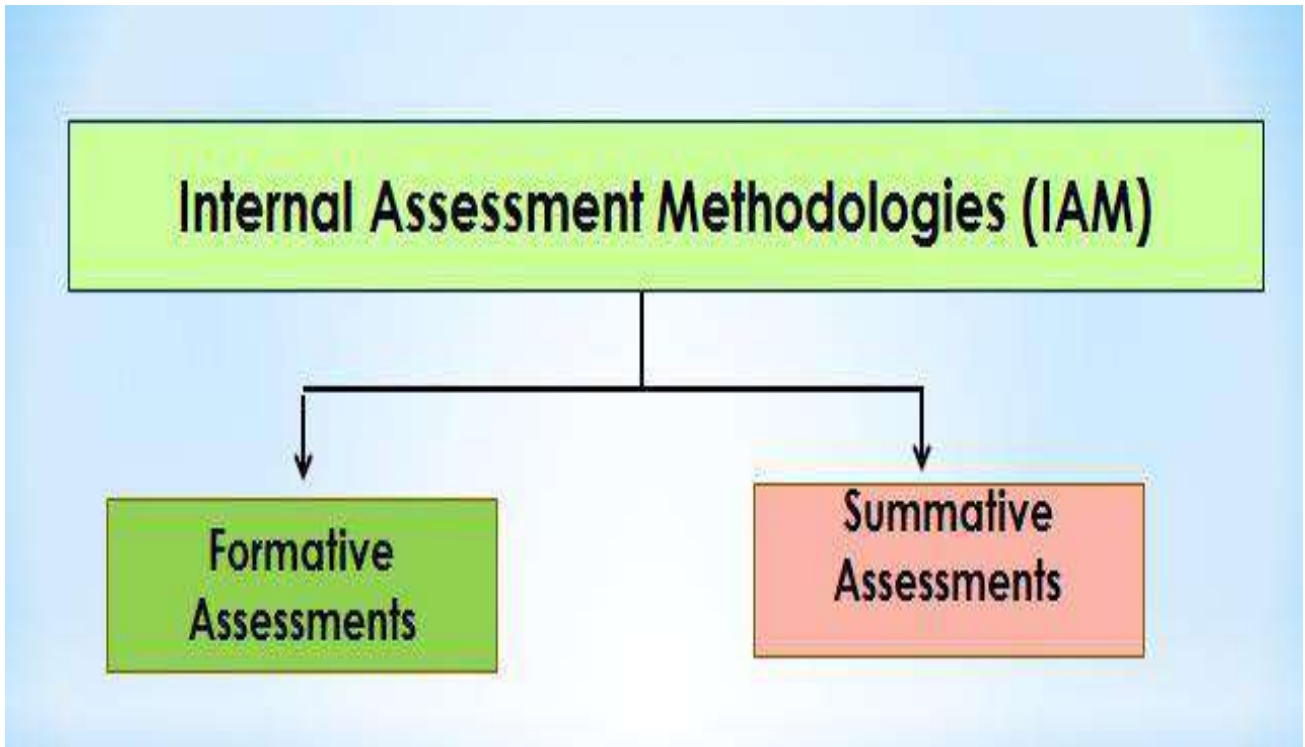 Internal Assessment Methodologies (IAM)
Formative
Assessments
Summative
Assessments